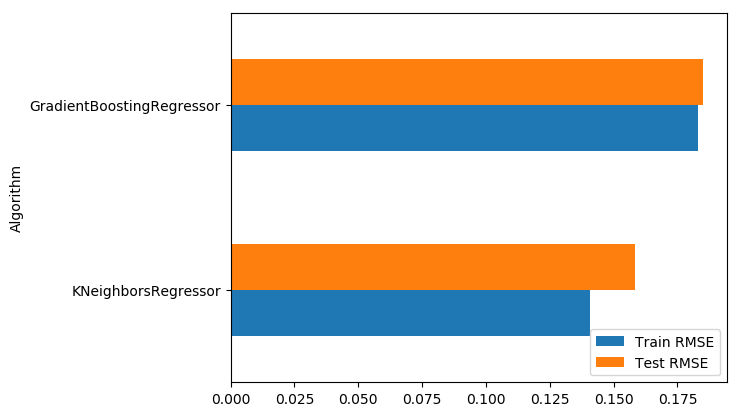 GradientBoostingRegressor
Algorithm
KNeighborsRegressor
Train RMSE
Test RMSE
0.000 0.025 0.050 0.075 0.100 0.125 0.150 0.175